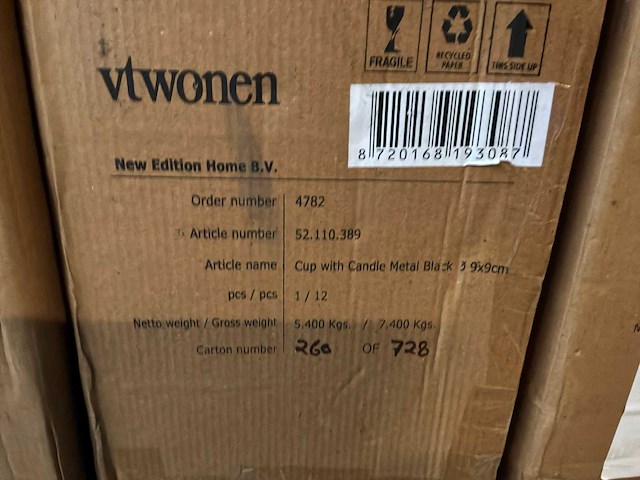 vtwonen
FRAGILE
RECYCLED
PAPER
THIS SIDE UP
8 720168 193087
New Edition Home B.V.
Order number 4782
Article number 52.110.389
Article name Cup with Candle Metal Black Ø 9x9cm
pcs / pcs 1 / 12
Netto weight / Gross weight 5.400 Kgs. / 7.400 Kgs.
Carton number 260 OF 728